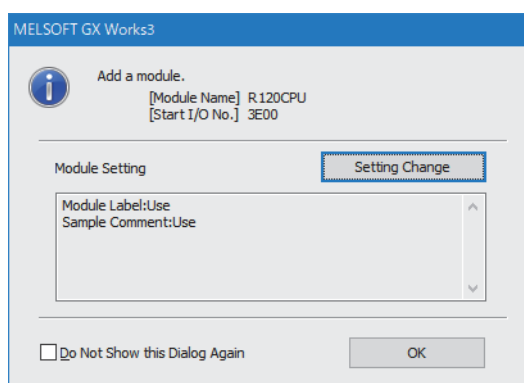 MELSOFT GX Works3
Add a module.
[Module Name] R120CPU
[Start I/O No.] 3E00
Module Setting
Setting Change
Module Label:Use
Sample Comment:Use
Do Not Show this Dialog Again
OK